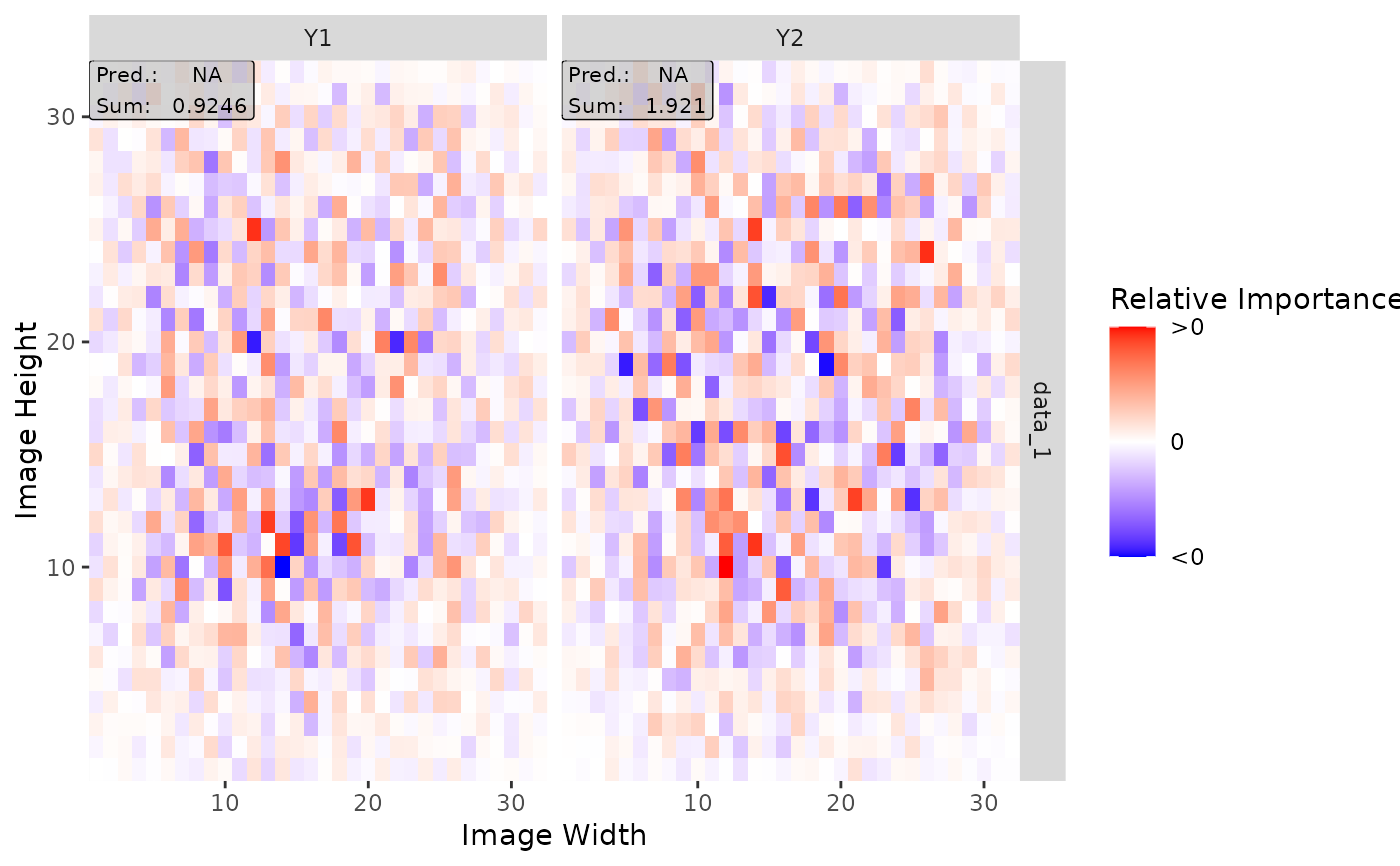 Y1
Y2
Pred.: NA
Sum: 0.9246
Pred.: NA
Sum: 1.921
data_1
30
20
10
Image Height
10
20
30
10
20
30
Image Width
Relative Importance
>0
0
<0